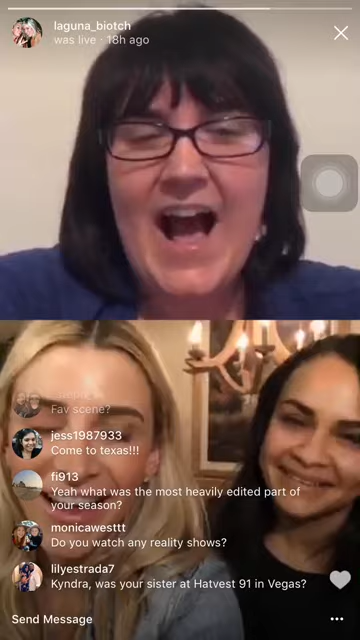 laguna_biotch
was live · 18h ago
Fav scene?
jess1987933
Come to texas!!!
fi913
Yeah what was the most heavily edited part of
your season?
monicawesttt
Do you watch any reality shows?
lilyestrada7
Kyndra, was your sister at Hatvest 91 in Vegas?
Send Message